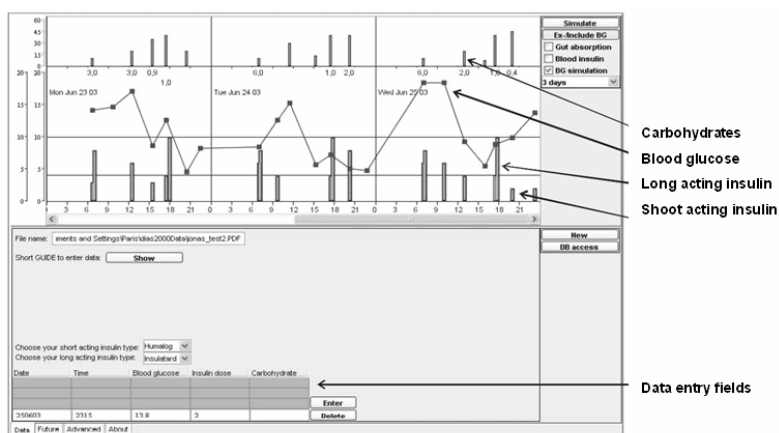 60
45
30
15
0
3,0 3,0 0,9 6,0 1,0 2,0 6,0 2,0 1,0 0,4
1,0
20 20
Mon Jun 23 03 Tue Jun 24 03 Wed Jun 25 03
15 15
10 10
5 5
0 0
0 3 6 9 12 15 18 21 0 3 6 9 12 15 18 21 0 3 6 9 12 15 18 21
Simulate
Ex-/Include BG
Gut absorption
Blood insulin
BG simulation
3 days
Carbohydrates
Blood glucose
Long acting insulin
Shoot acting insulin
File name: ments and Settings\Paris\dias2000Data\jonas_test2.PDF
New
DB access
Short GUIDE to enter data: Show
Choose your short acting insulin type: Humalog
Choose your long acting insulin type: Insulatard
Date Time Blood glucose Insulin dose Carbohydrate
Data entry fields
Enter
250603 2315 13.8 2
Delete
Data Future Advanced About